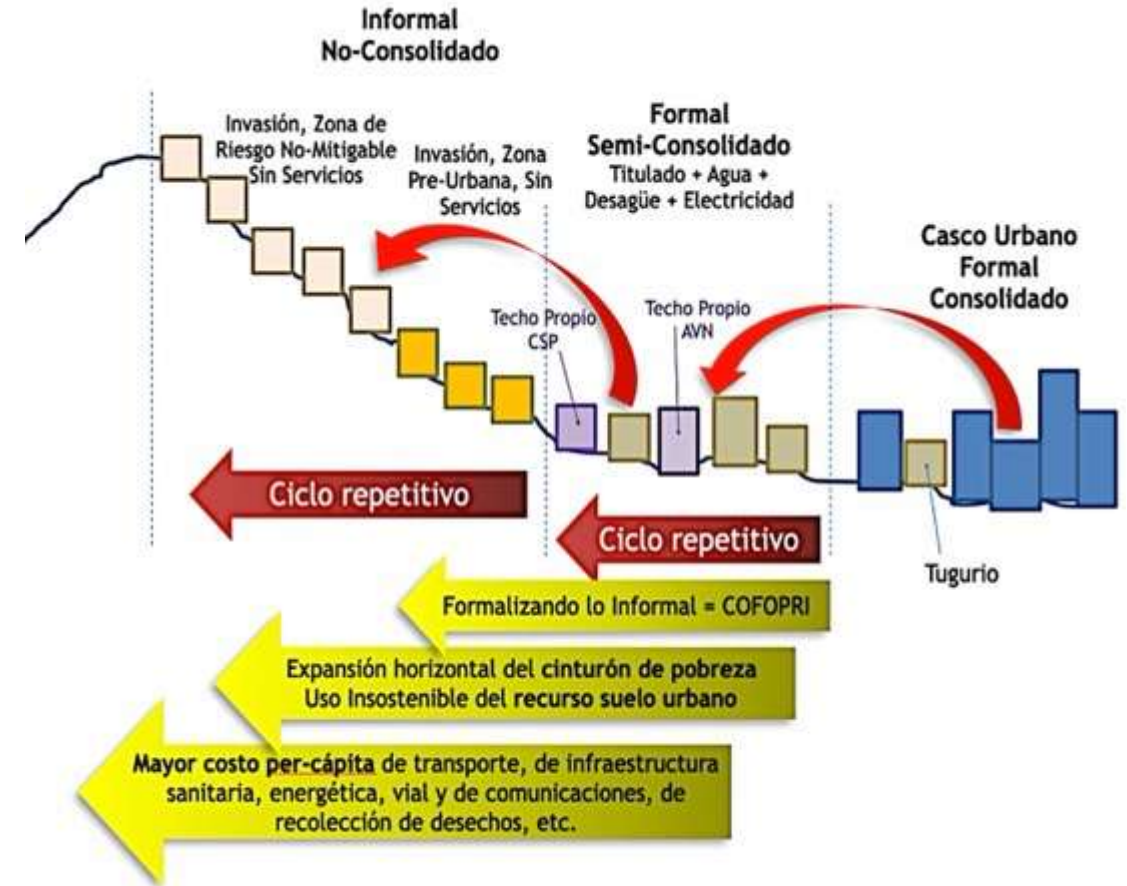 Informal
No-Consolidado
Invasión, Zona de
Riesgo No-Mitigable
Sin Servicios
Invasión, Zona
Pre-Urbana, Sin
Servicios
Formal
Semi-Consolidado
Titulado + Agua +
Desagüe + Electricidad
Casco Urbano
Formal
Consolidado
Techo Propio
CSP
Techo Propio
AVN
Ciclo repetitivo
Ciclo repetitivo
Tugurio
Formalizando lo Informal = COFOPRI
Expansión horizontal del cinturón de pobreza
Uso Insostenible del recurso suelo urbano
Mayor costo per-cápita de transporte, de infraestructura
sanitaria, energética, vial y de comunicaciones, de
recolección de desechos, etc.